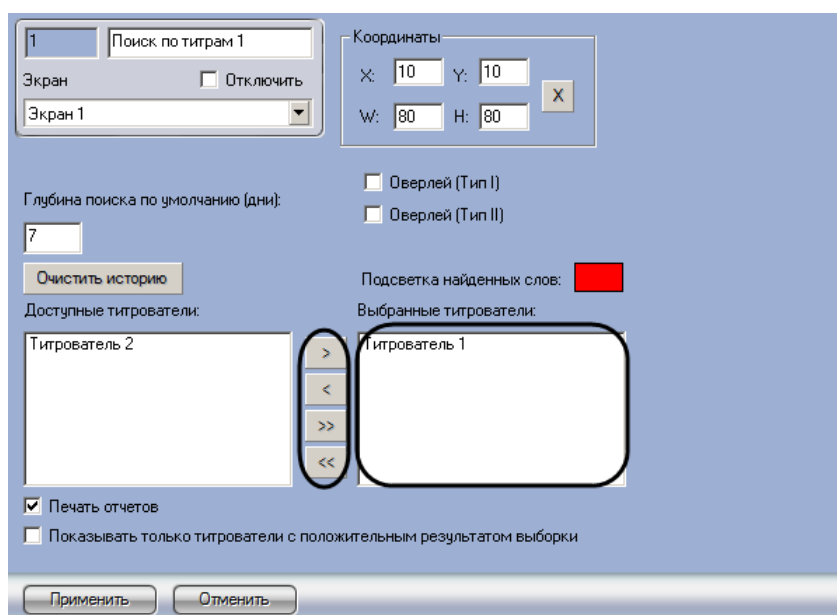 1 Поиск по титрам 1
Экран Отключить
Экран 1
Координаты
X: 10 Y: 10
X
W: 80 H: 80
Оверлей (Тип I)
Оверлей (Тип II)
Глубина поиска по умолчанию (дни):
7
Очистить историю
Подсветка найденных слов:
Доступные титрователи:
Титрователь 2
>
<
>>
<<
Выбранные титрователи:
Титрователь 1
Печать отчетов
Показывать только титрователи с положительным результатом выборки
Применить Отменить